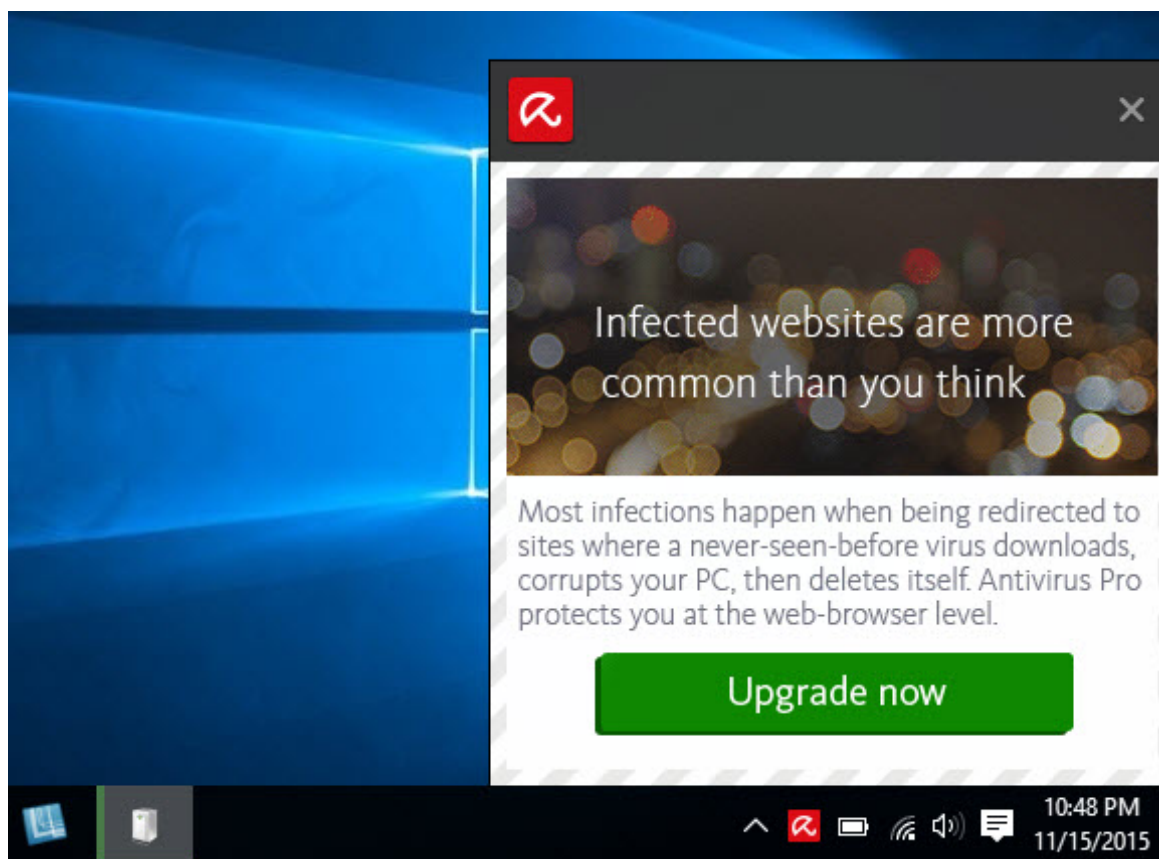 Infected websites are more
common than you think
Most infections happen when being redirected to
sites where a never-seen-before virus downloads,
corrupts your PC, then deletes itself. Antivirus Pro
protects you at the web-browser level.
Upgrade now
10:48 PM
11/15/2015